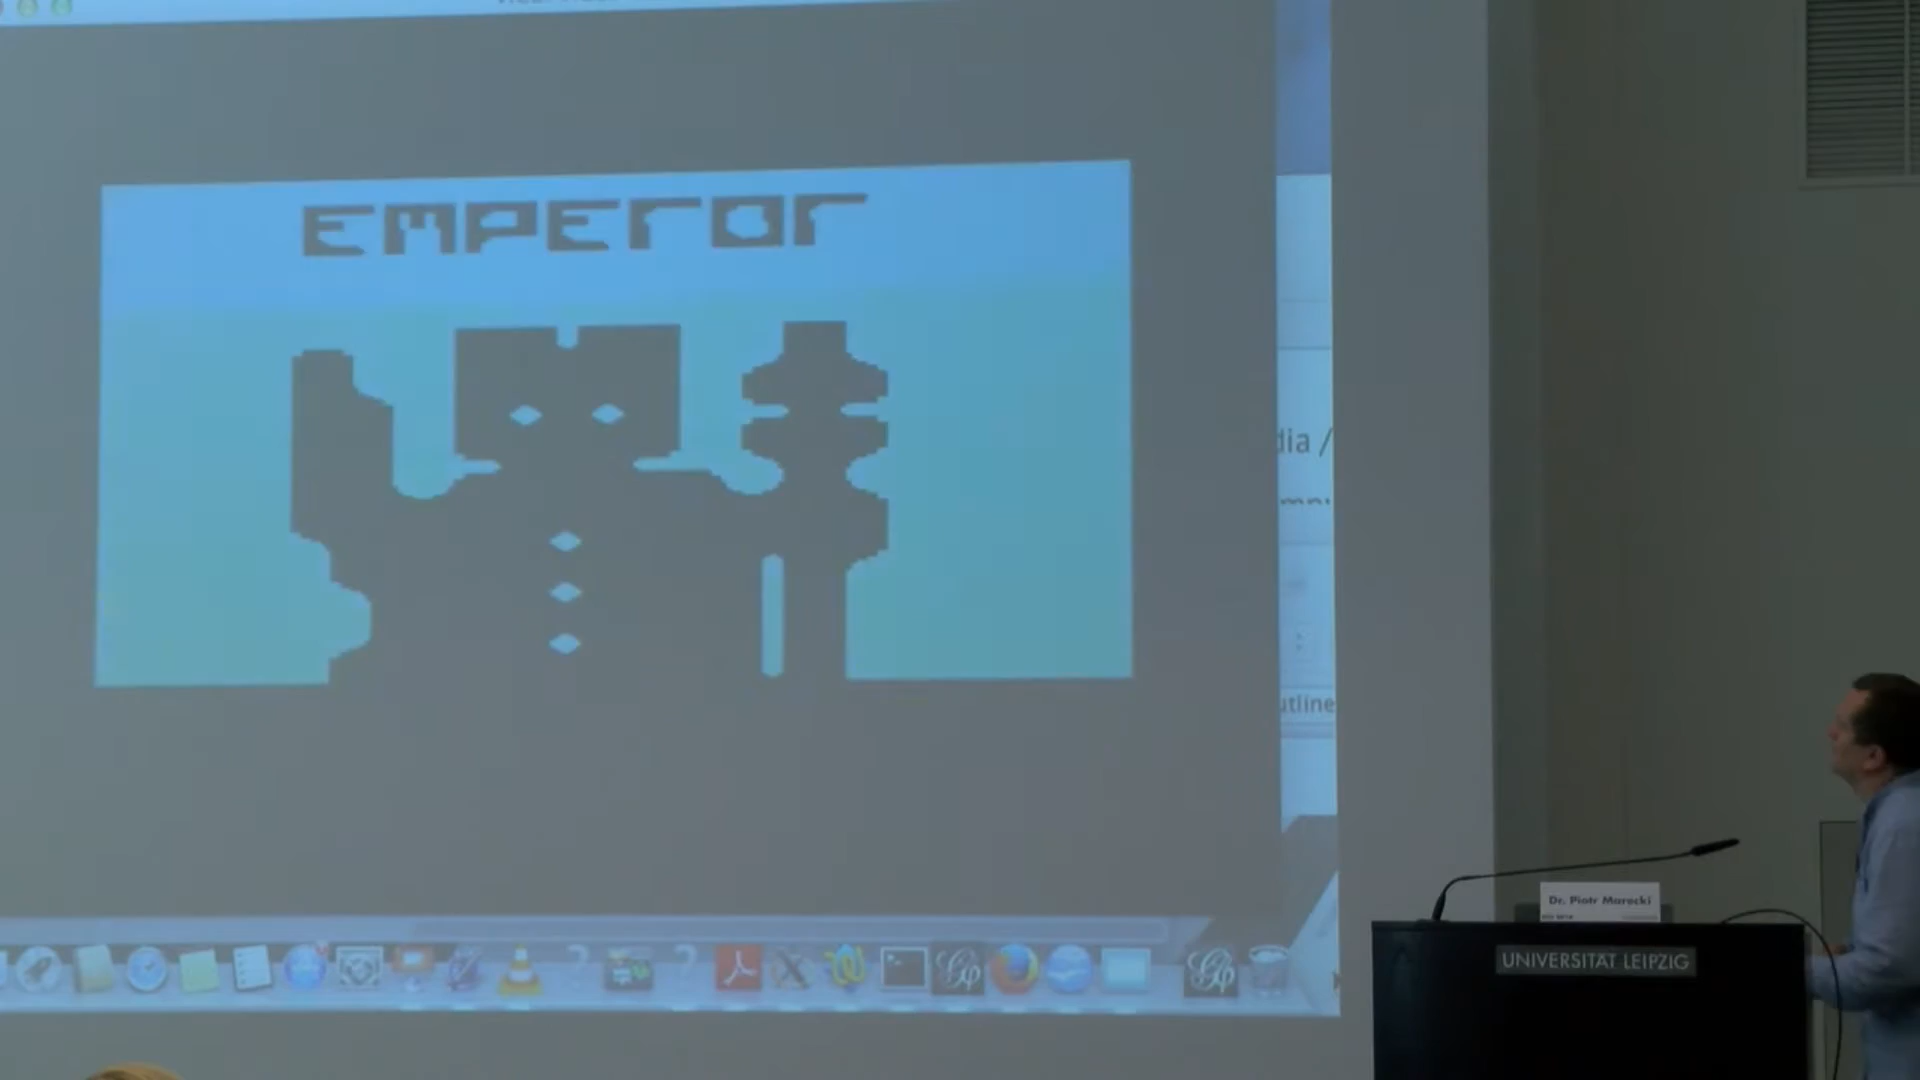 EMPEROR
dia /
utline
Dr. Piotr Marecki
UNIVERSITÄT LEIPZIG